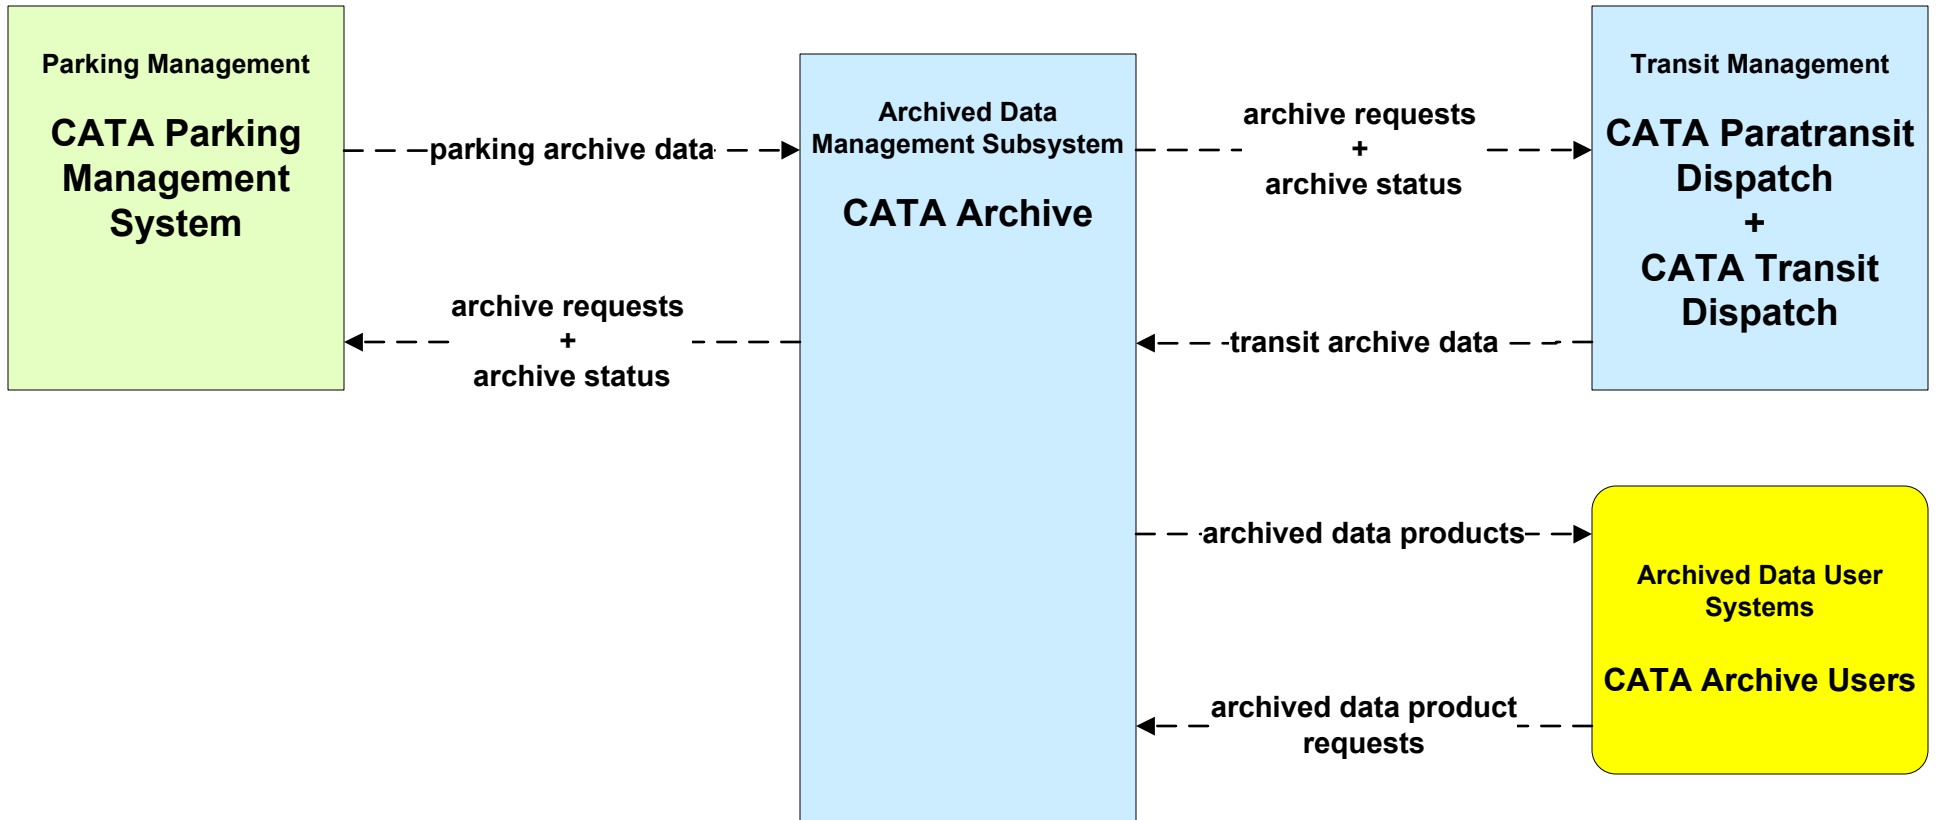 Parking Management
CATA Parking
Management
System
parking archive data
archive requests
+
archive status
Archived Data
Management Subsystem
CATA Archive
archive requests
+
archive status
transit archive data
archived data products
archived data product
requests
Transit Management
CATA Paratransit
Dispatch
+
CATA Transit
Dispatch
Archived Data User
Systems
CATA Archive Users